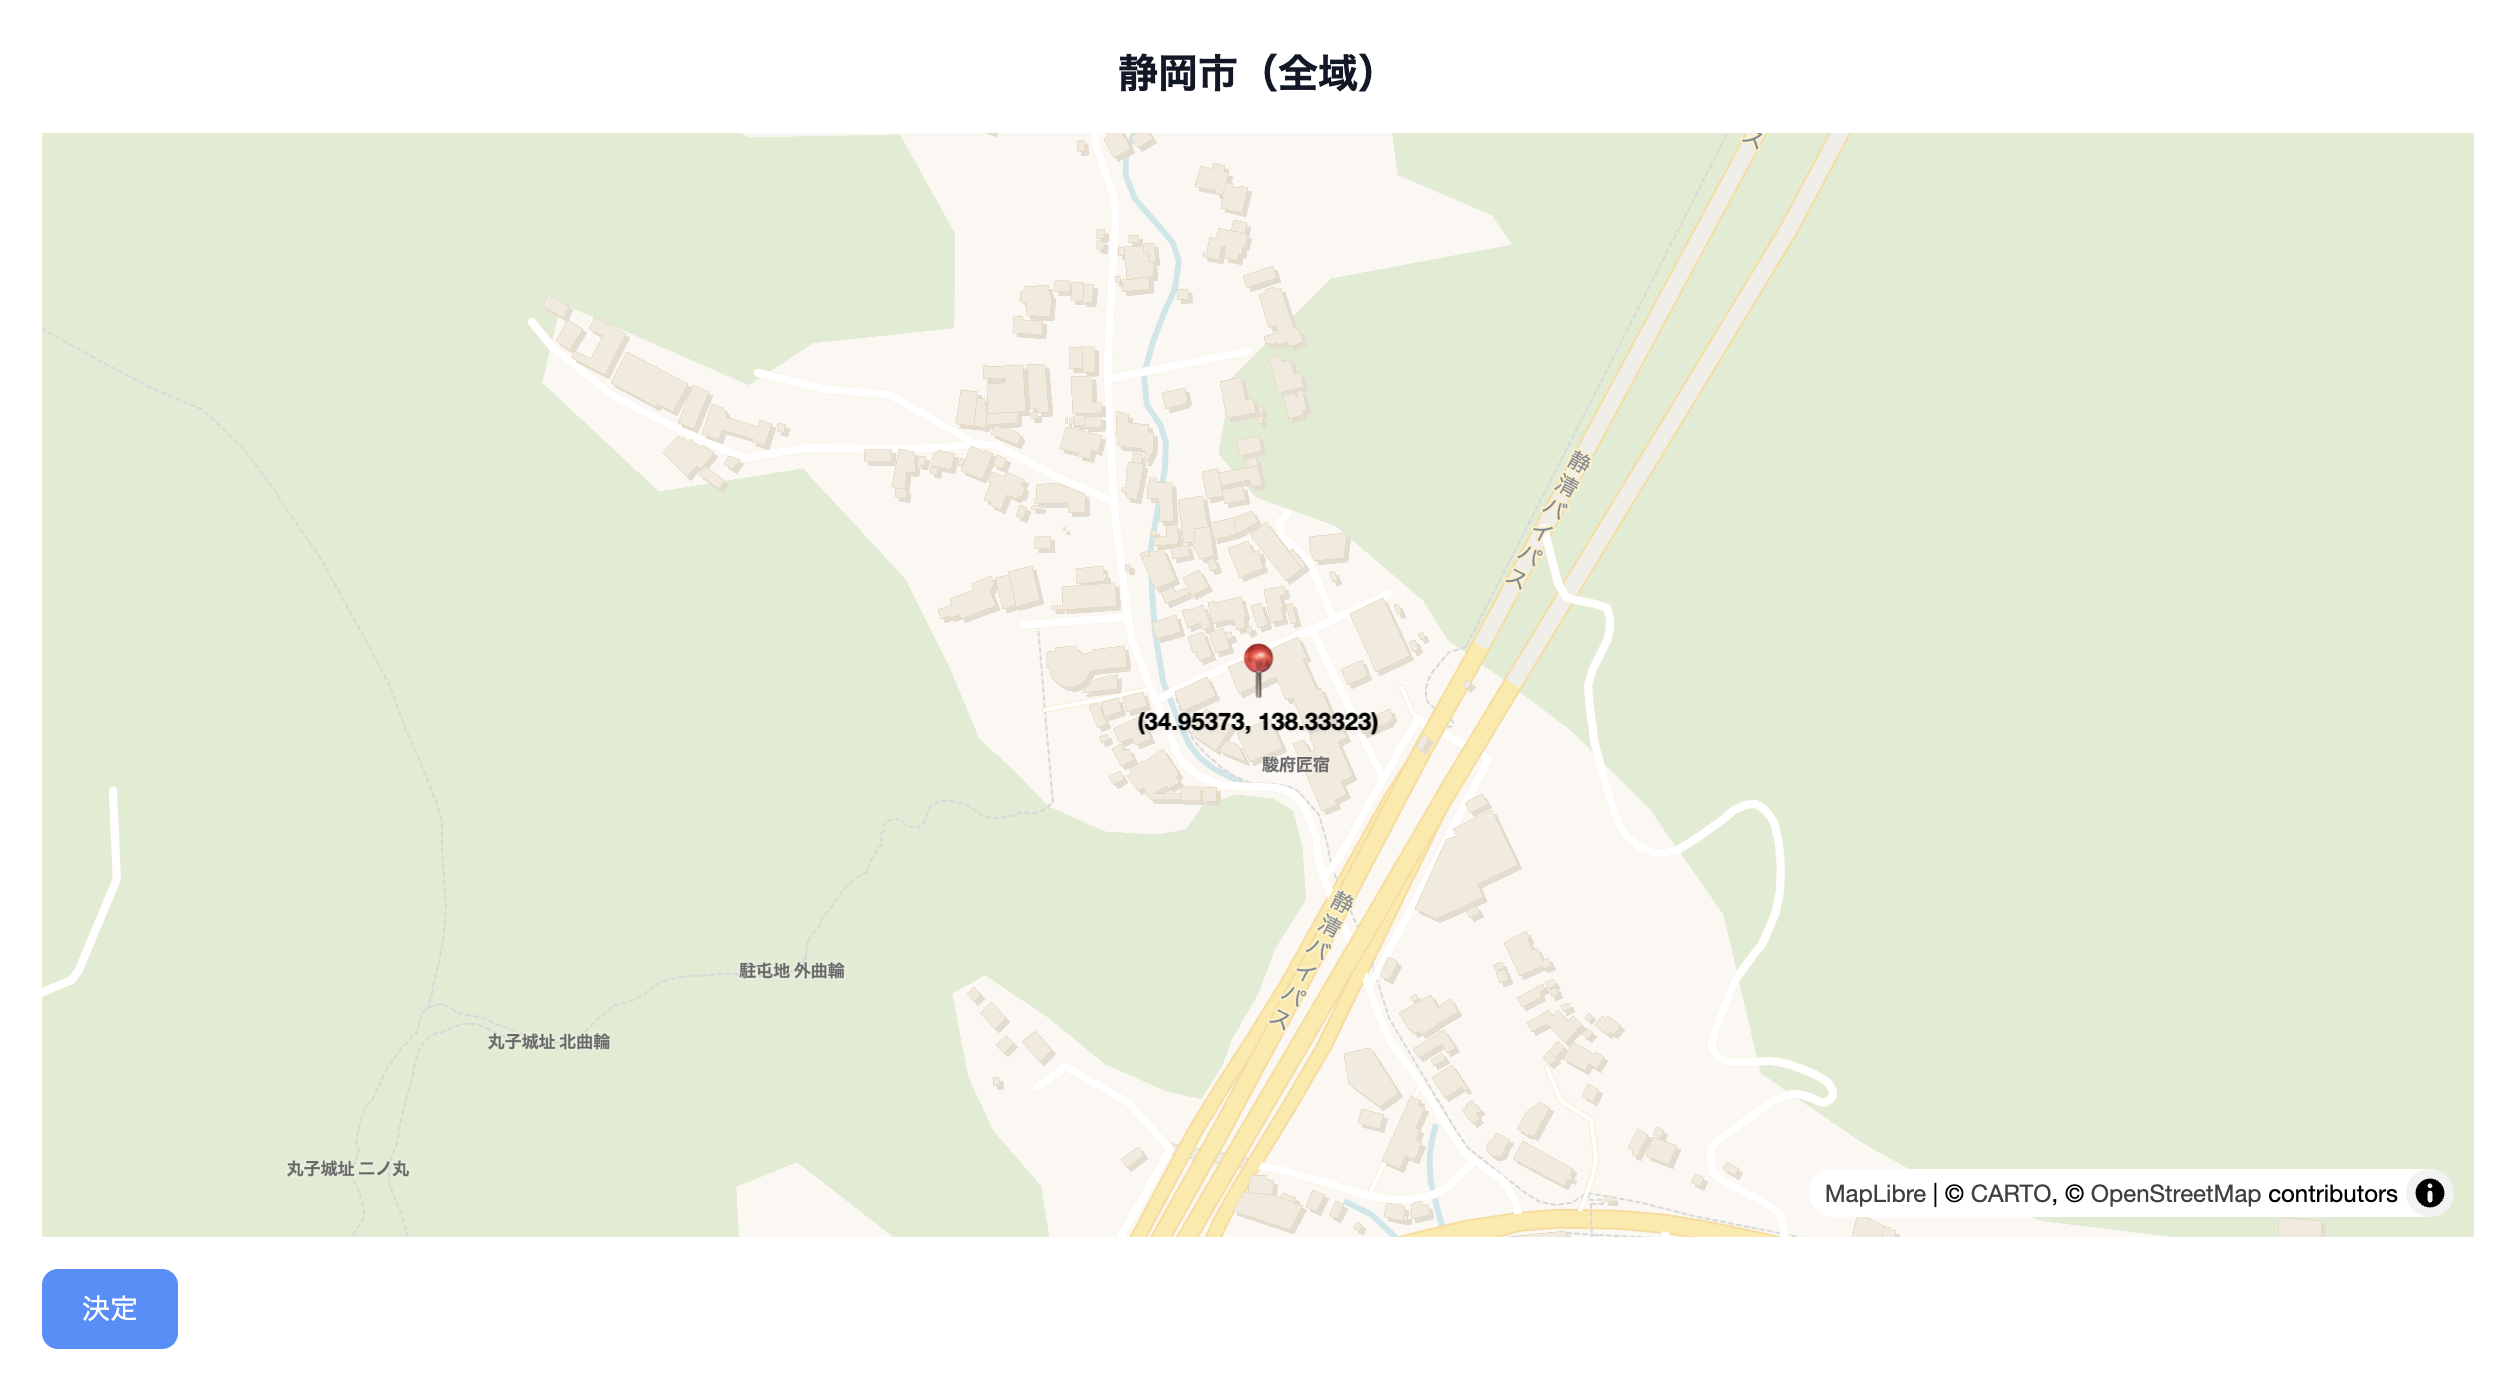 静岡市（全域）
ス
静清バイパス
(34.95373, 138.33323)
駿府匠宿
静清バイパス
駐屯地 外曲輪
丸子城址 北曲輪
丸子城址 二ノ丸
MapLibre | © CARTO, © OpenStreetMap contributors
決定